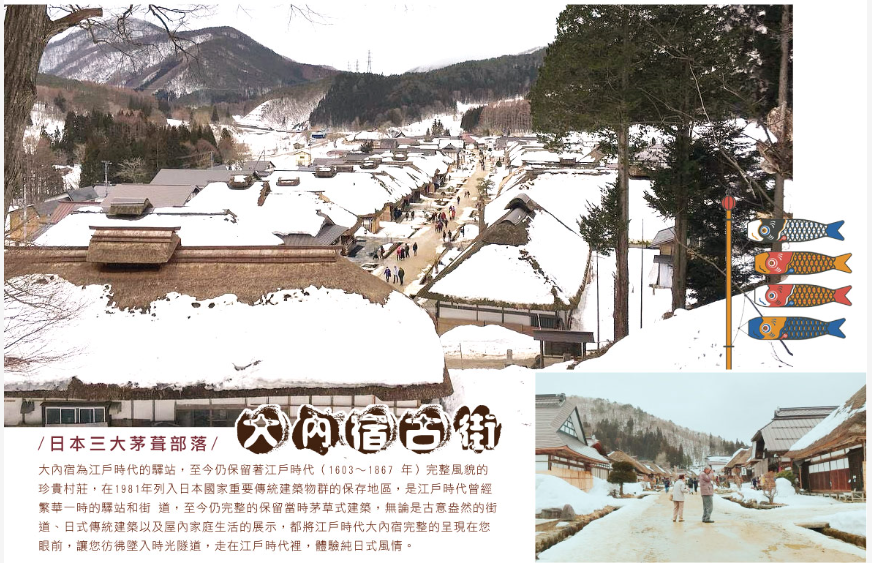 /日本三大茅葺部落/ 大內宿古街
大內宿為江戶時代的驛站，至今仍保留著江戶時代（1603～1867 年）完整風貌的
珍貴村莊，在1981年列入日本國家重要傳統建築物群的保存地區，是江戶時代曾經
繁華一時的驛站和街 道、至今仍完整的保留當時茅草式建築，無論是古意盎然的街
道、日式傳統建築以及屋內家庭生活的展示，都將江戶時代大內宿完整的呈現在您
眼前，讓您彷彿墜入時光隧道，走在江戶時代裡，體驗純日式風情。